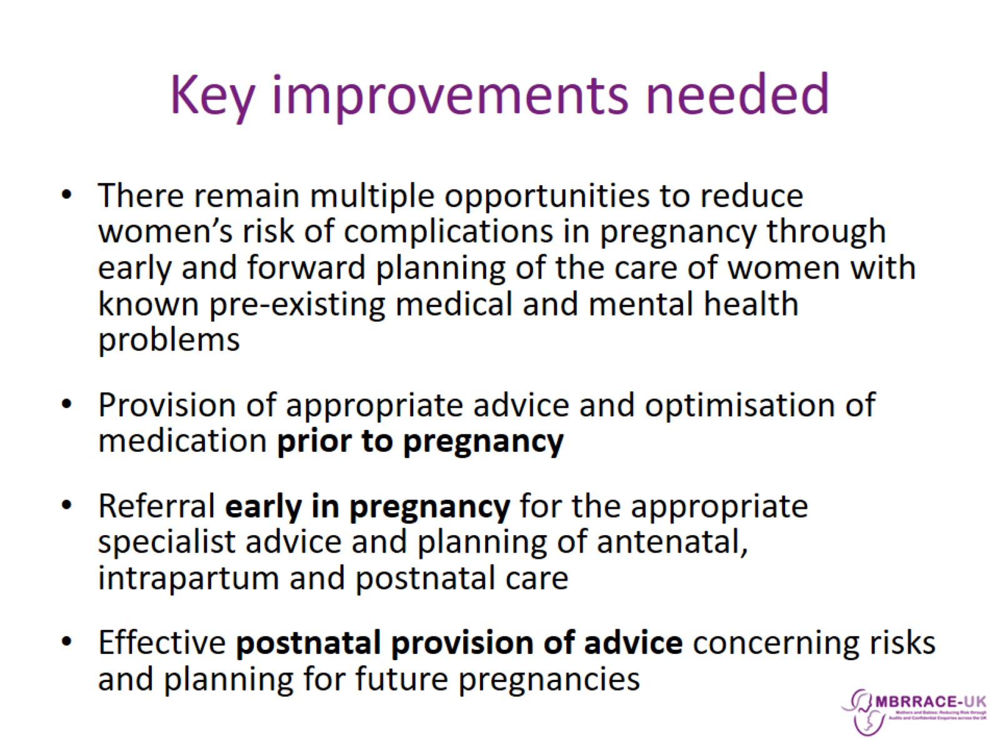 Key improvements needed
• There remain multiple opportunities to reduce
women’s risk of complications in pregnancy through
early and forward planning of the care of women with
known pre-existing medical and mental health
problems
• Provision of appropriate advice and optimisation of
medication prior to pregnancy
• Referral early in pregnancy for the appropriate
specialist advice and planning of antenatal,
intrapartum and postnatal care
• Effective postnatal provision of advice concerning risks
and planning for future pregnancies
MBRRACE-UK
Mothers and Babies: Reducing Risk through
Audits and Confidential Enquiries across the UK